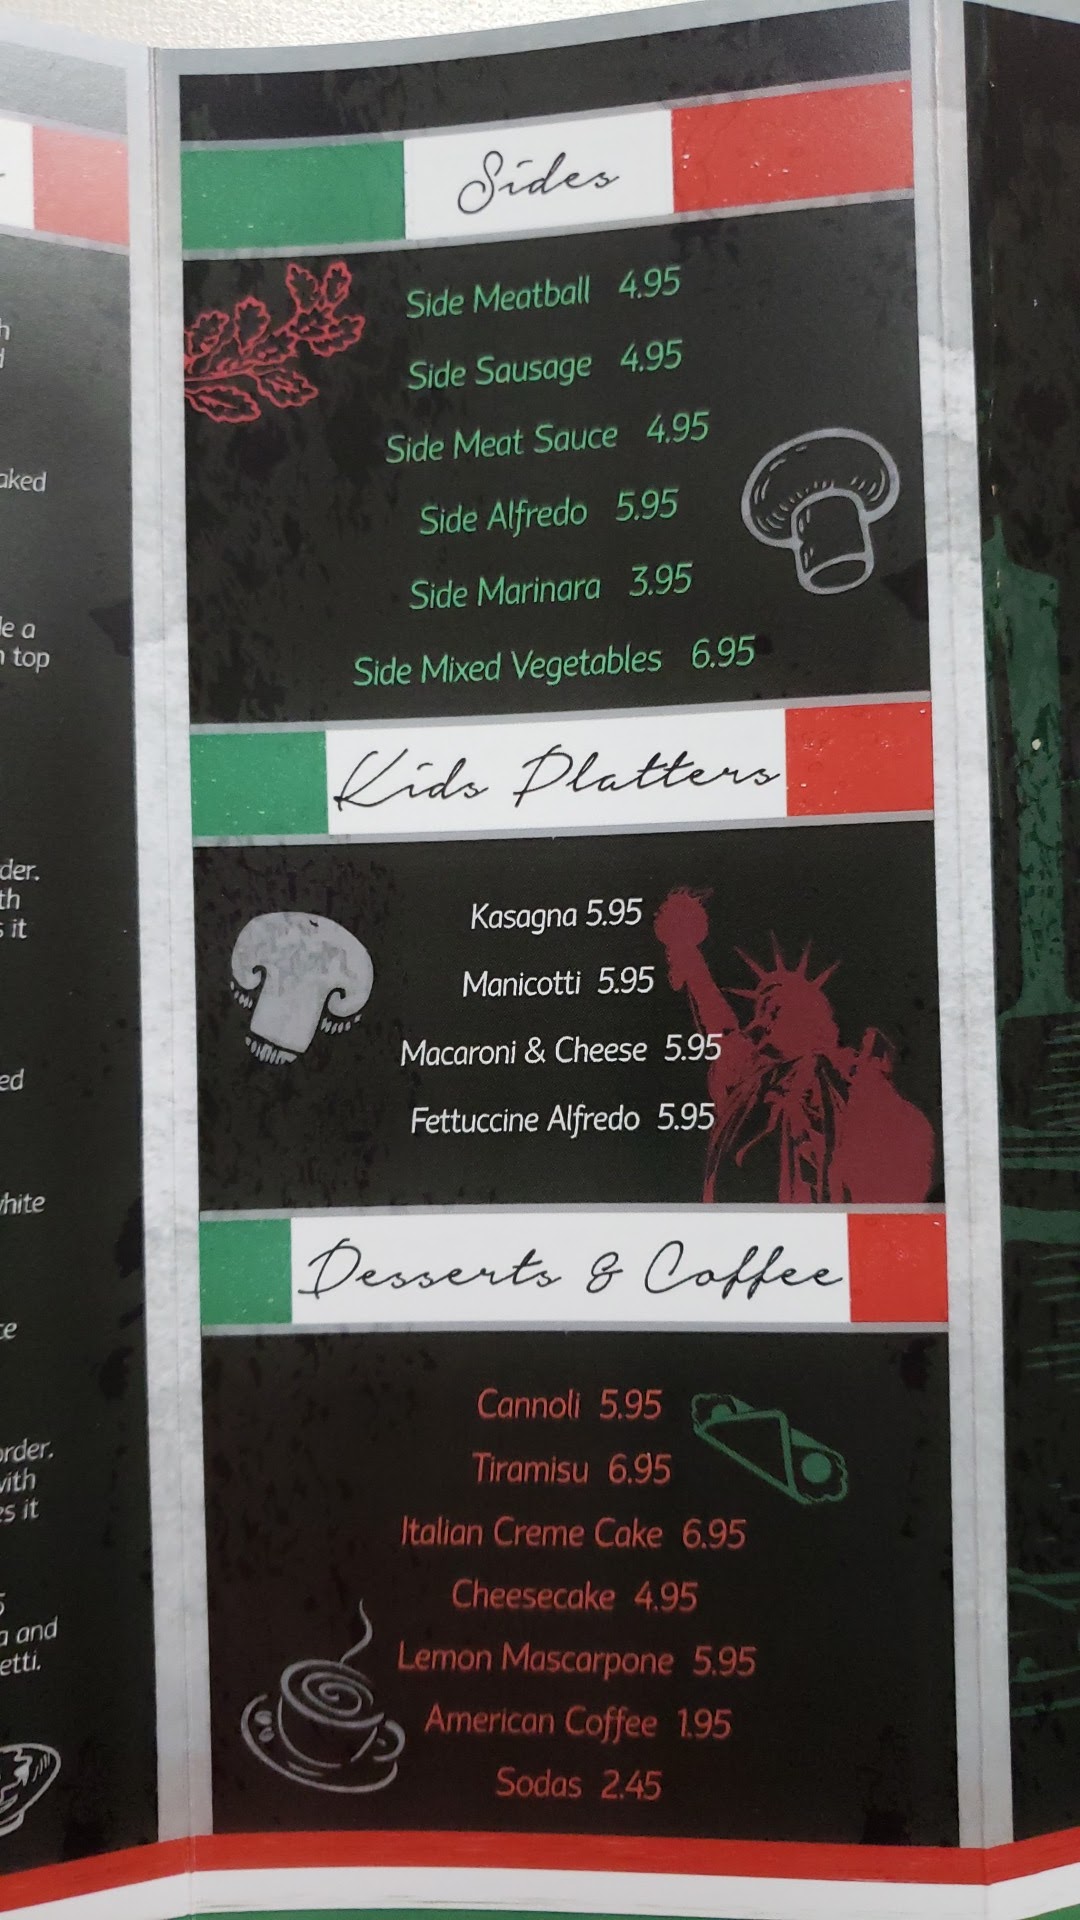 Sides
Side Meatball 4.95
Side Sausage 4.95
Side Meat Sauce 4.95
Side Alfredo 5.95
Side Marinara 3.95
Side Mixed Vegetables 6.95
Kids Platters
Kasagna 5.95
Manicotti 5.95
Macaroni & Cheese 5.95
Fettuccine Alfredo 5.95
Desserts & Coffee
Cannoli 5.95
Tiramisu 6.95
Italian Creme Cake 6.95
Cheesecake 4.95
Lemon Mascarpone 5.95
American Coffee 1.95
Sodas 2.45
a
top
it
and